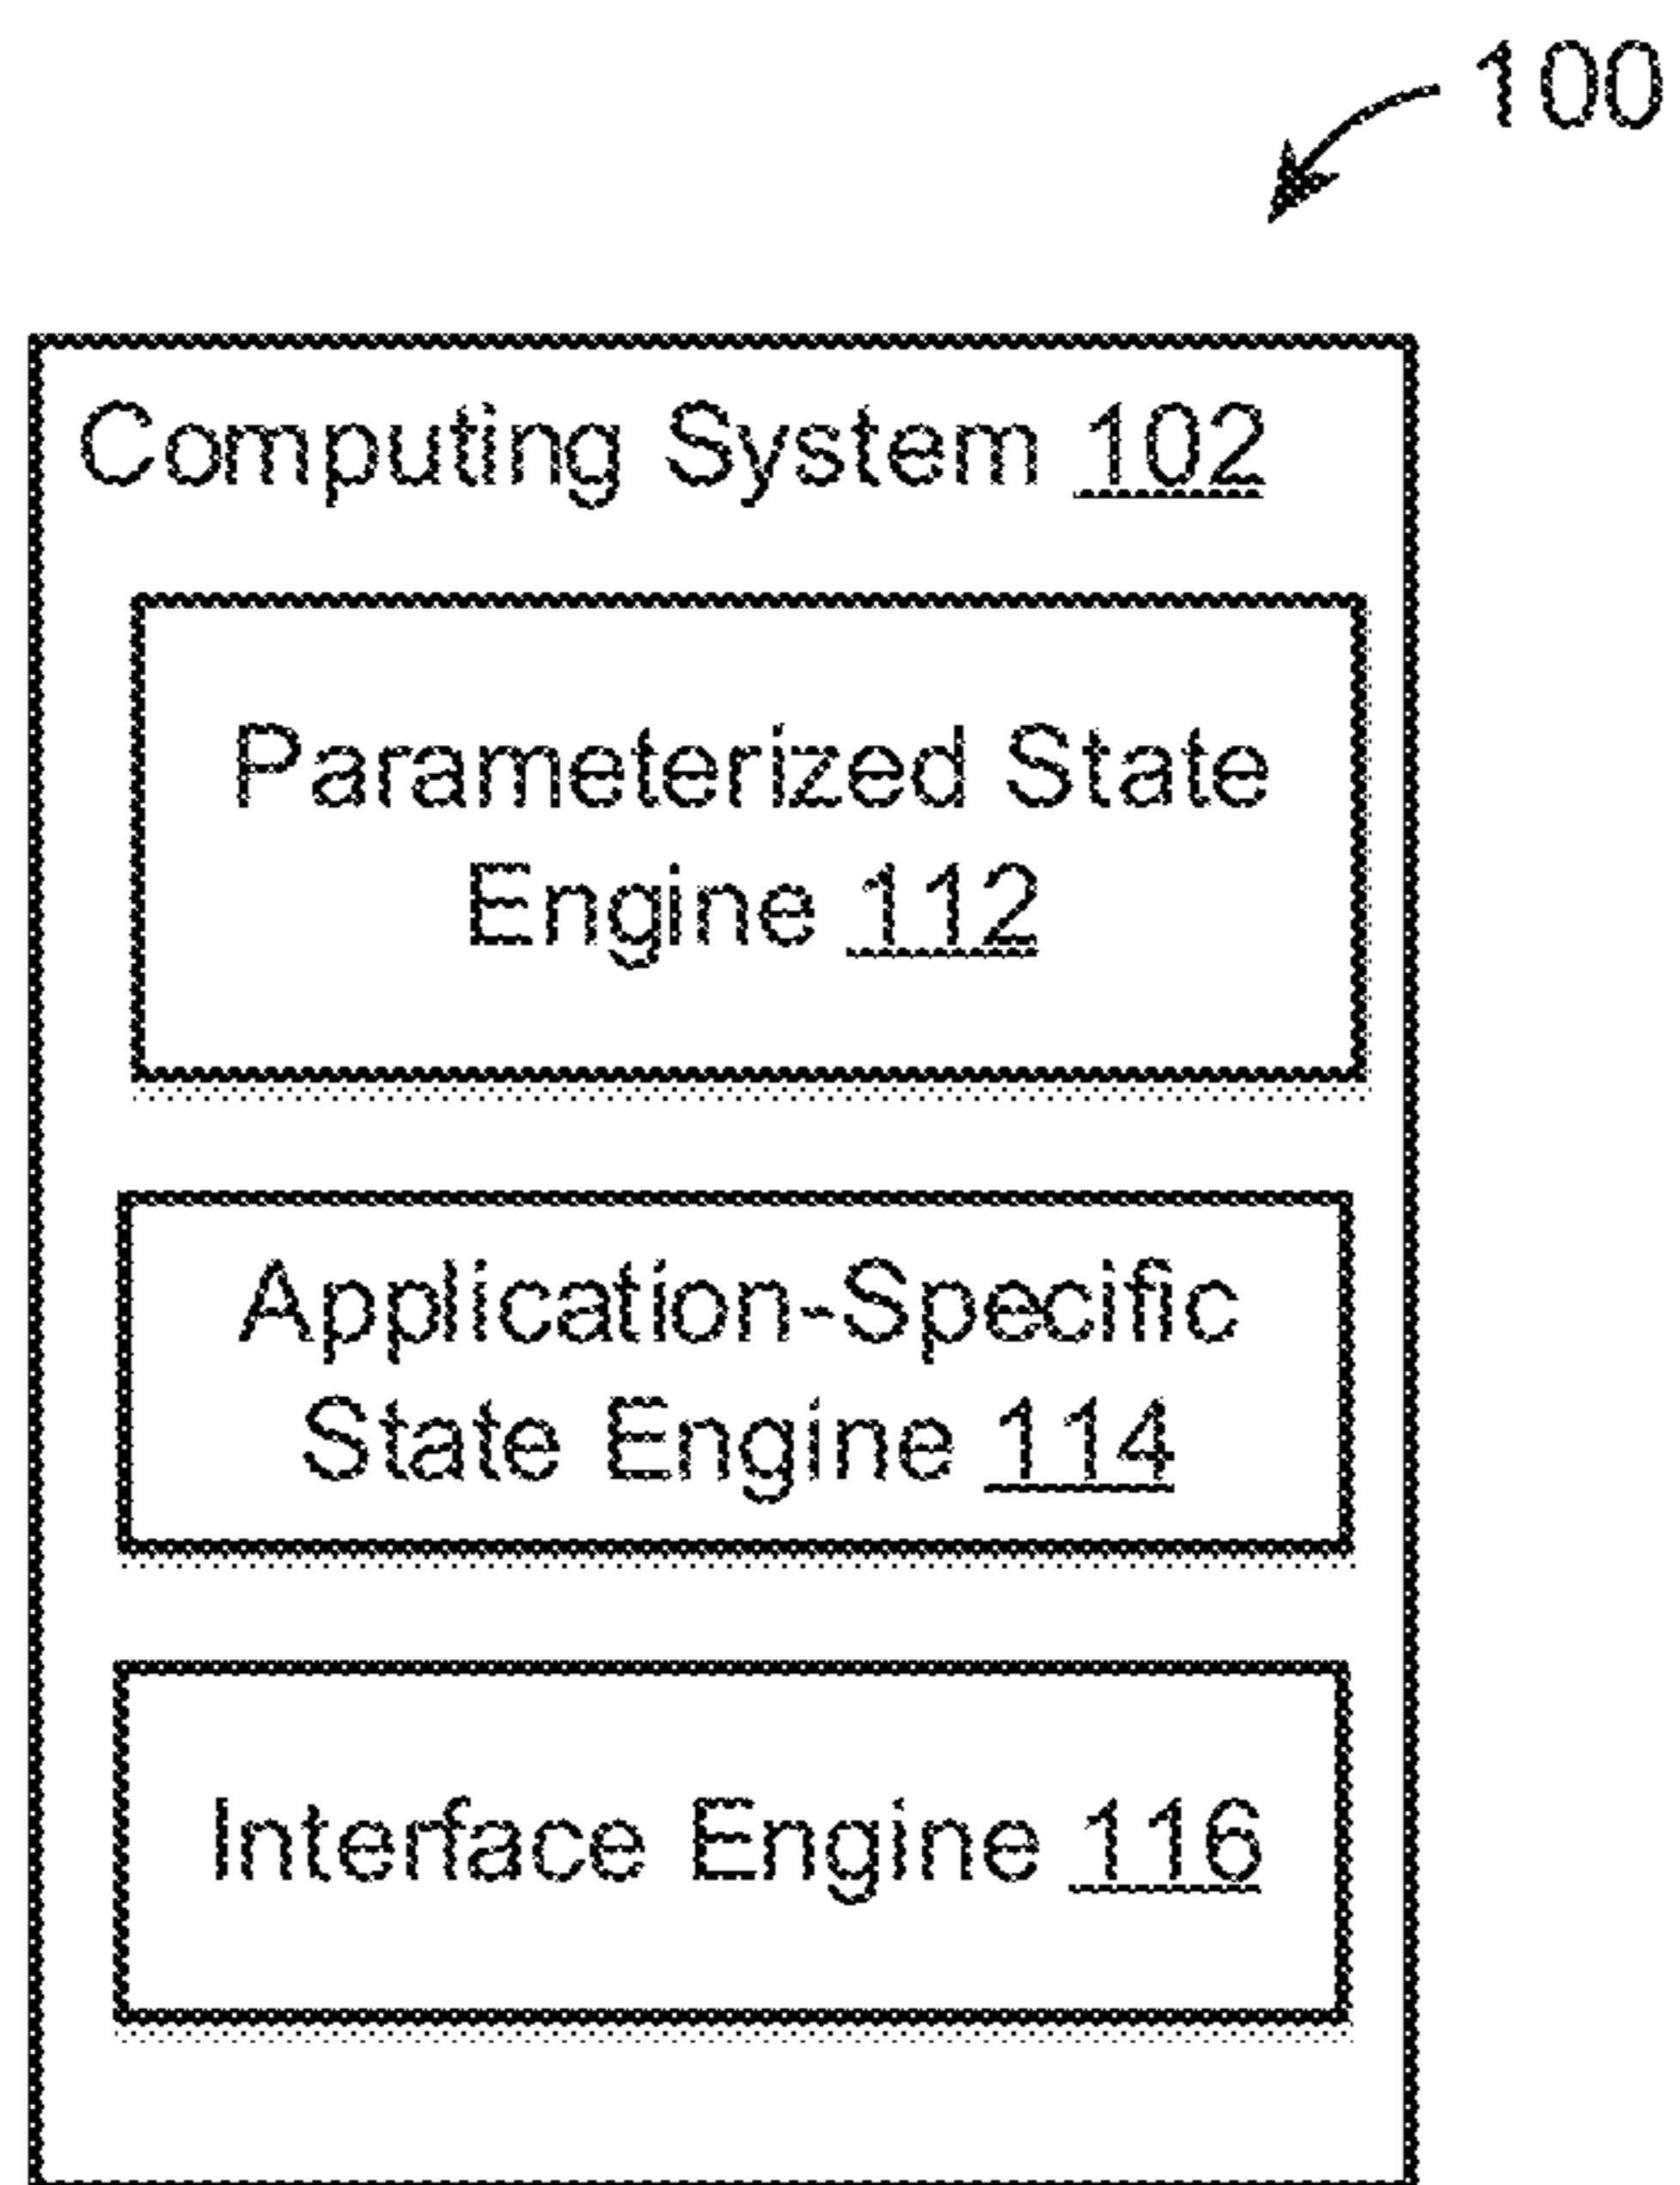 100
Computing System 102
Parameterized State
Engine 112
Application-Specific
State Engine 114
Interface Engine 116